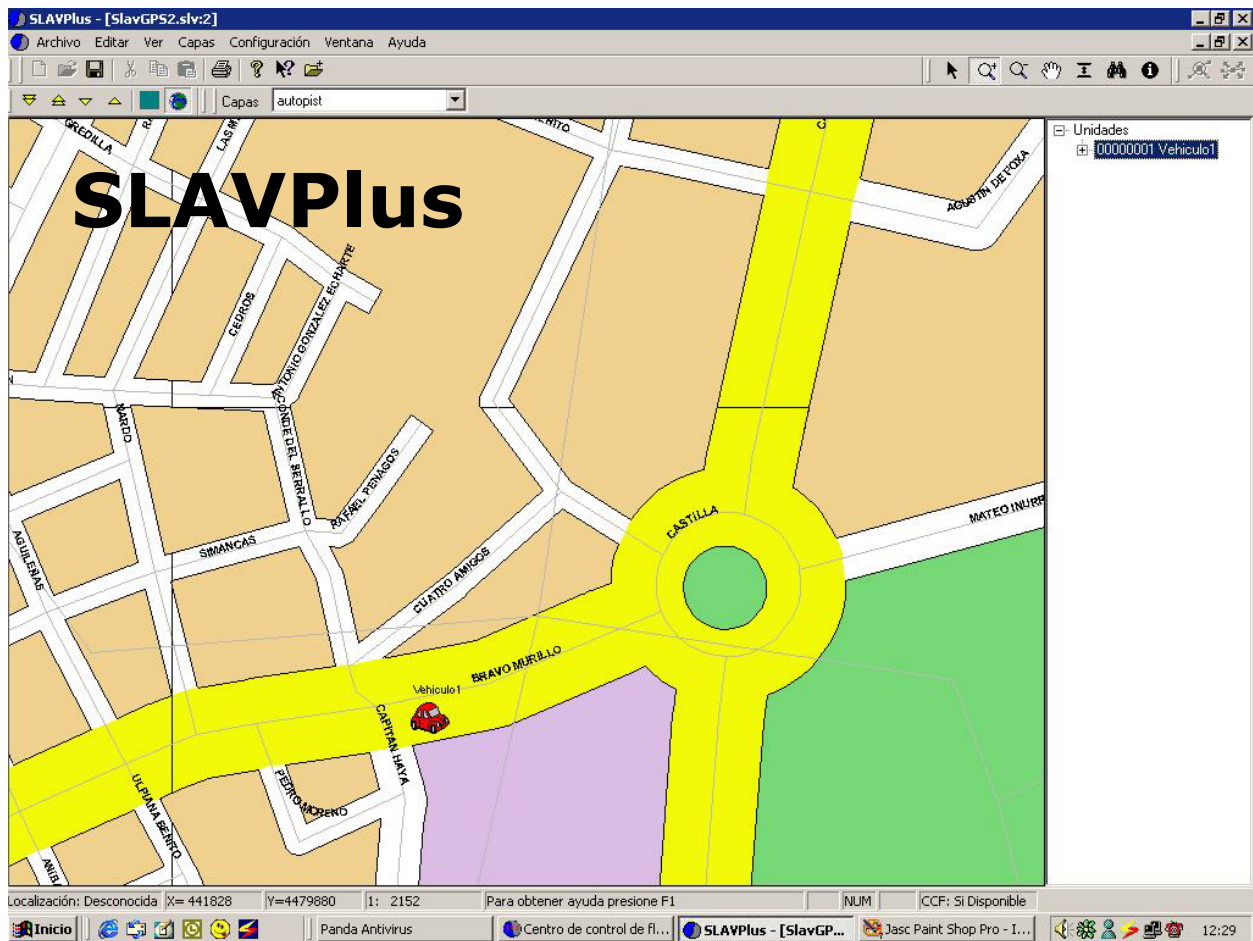 SLAVPlus - [SlavGPS2.slv:2]
Archivo Editar Ver Capas Configuración Ventana Ayuda
Capas autopist
Unidades
00000001 Vehiculo1
SLAVPlus
GREDILLA
AGUSTIN DE FOXA
CEDROS
ANTONIO GONZALEZ ECHARTE
NARDO
CONDE DEL SERRALLO
RAFAEL PENAGOS
CASTILLA
MATEO INURR
AGUILEÑAS
SIMANCAS
CUATRO AMIGOS
BRAVO MURILLO
Vehiculo1
CAPITAN HAYA
PEDRO MORENO
ULPIANA BENITO
Localización: Desconocida X= 441828 Y=4479880 1: 2152 Para obtener ayuda presione F1 NUM CCF: Si Disponible
Inicio Panda Antivirus Centro de control de fl... SLAVPlus - [SlavGP... Jasc Paint Shop Pro - I... 12:29